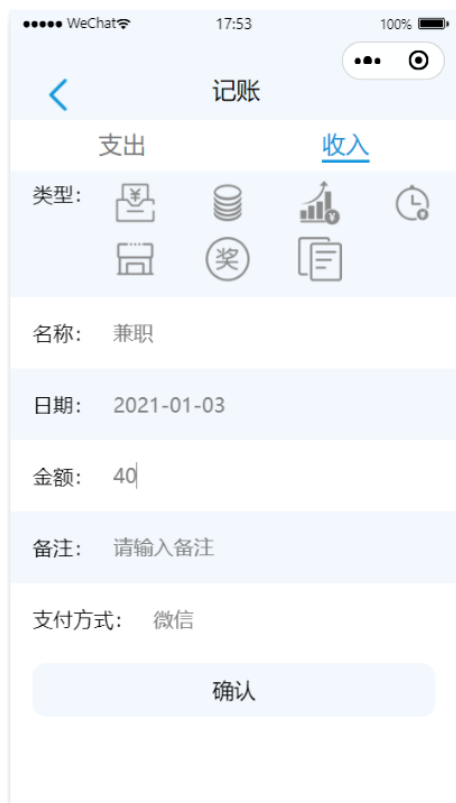 WeChat 17:53 100%
记账
支出 收入
类型：
¥
¥
奖
名称： 兼职
日期： 2021-01-03
金额： 40
备注： 请输入备注
支付方式： 微信
确认